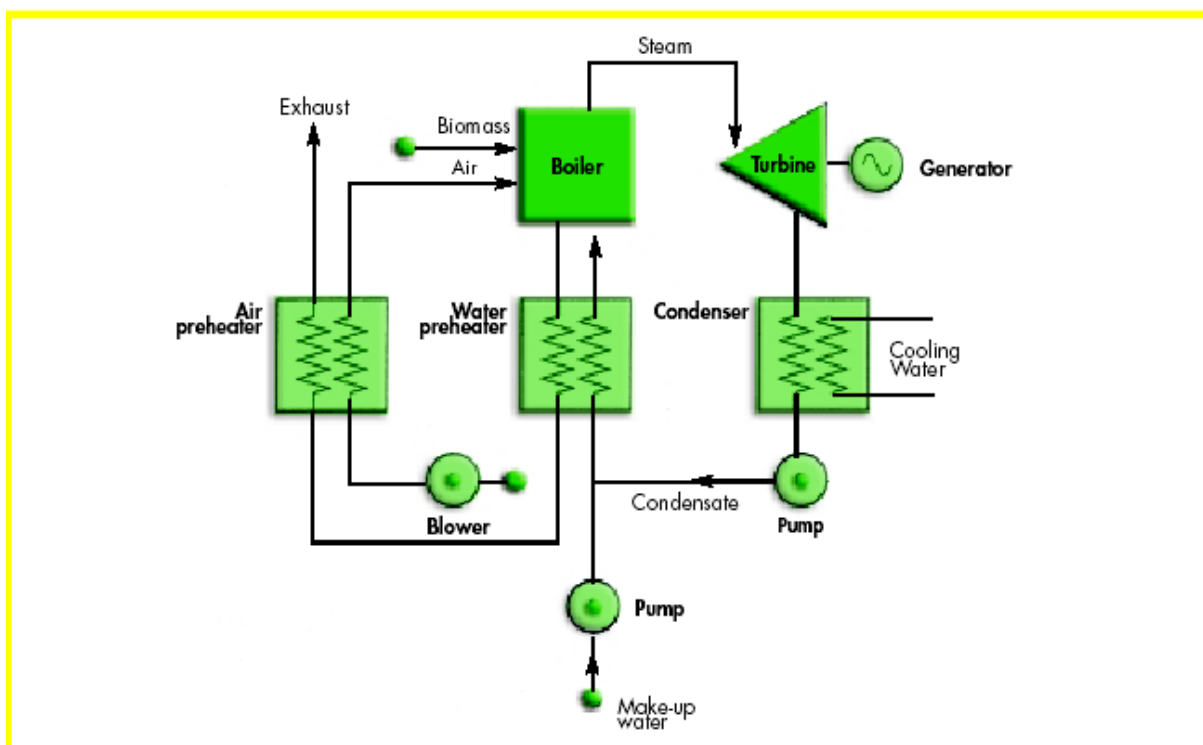 Steam
Exhaust
Biomass
Air
Boiler
Turbine
Generator
Air
preheater
Water
preheater
Condenser
Cooling
Water
Blower
Condensate
Pump
Pump
Make-up
water